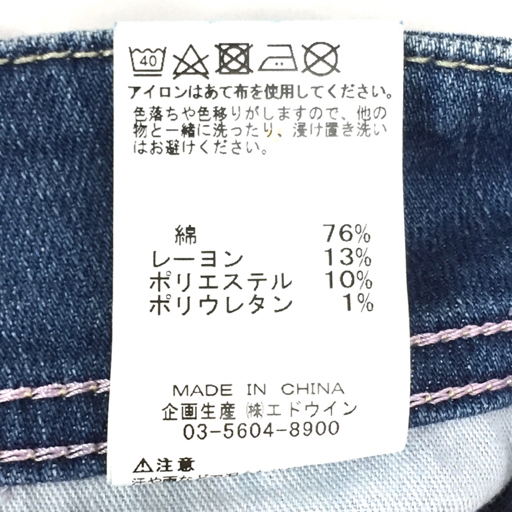 40
アイロンはあて布を使用してください。
色落ちや色移りがしますので、他の
物と一緒に洗ったり、浸け置き洗い
はお避けください。
綿 76%
レーヨン 13%
ポリエステル 10%
ポリウレタン 1%
MADE IN CHINA
企画生産 ㈱エドウイン
03-5604-8900
⚠注意